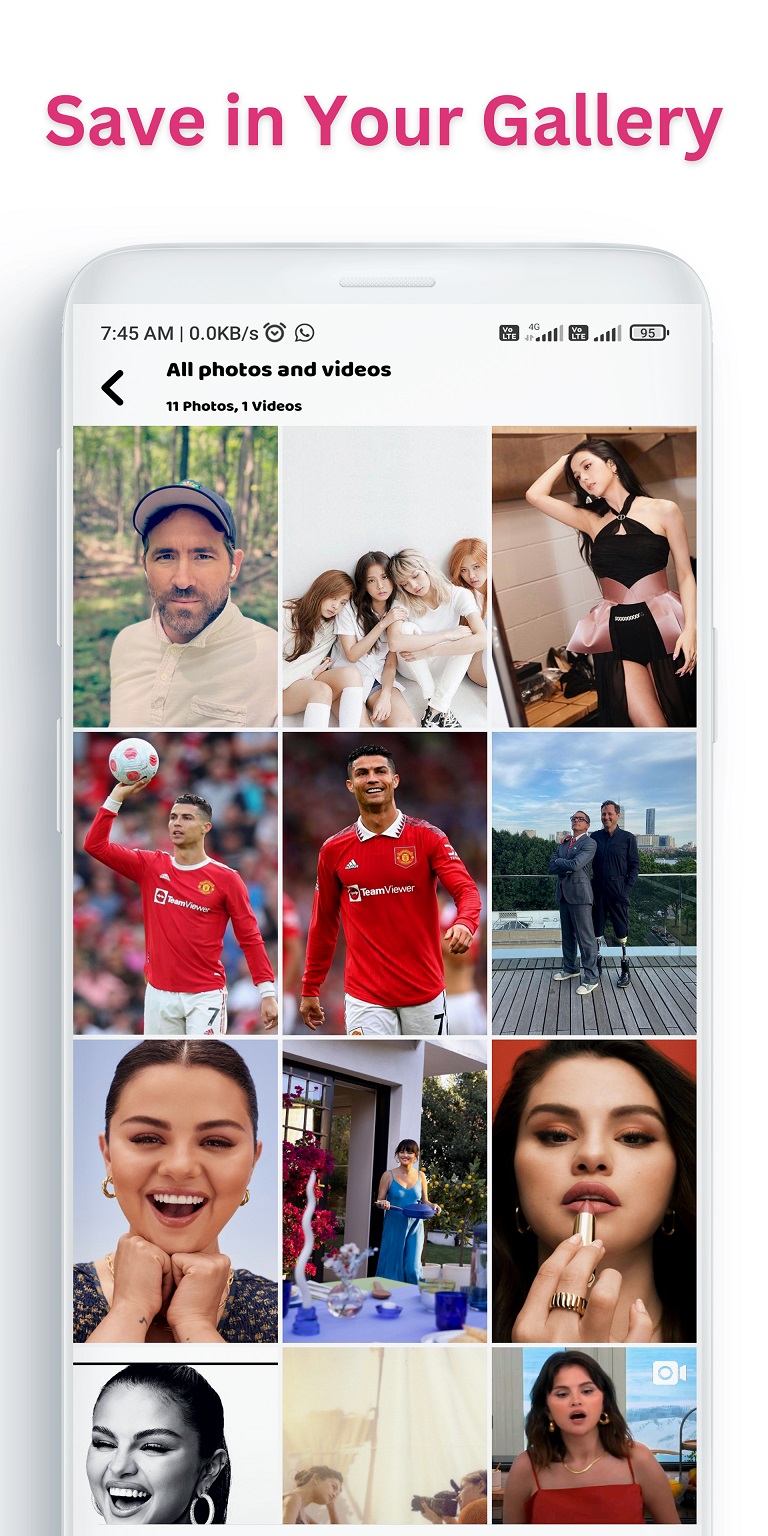 Save in Your Gallery
7:45 AM | 0.0KB/s
Vo
LTE
4G
Vo
LTE
95
All photos and videos
11 Photos, 1 Videos
TeamViewer
7
TeamViewer
7